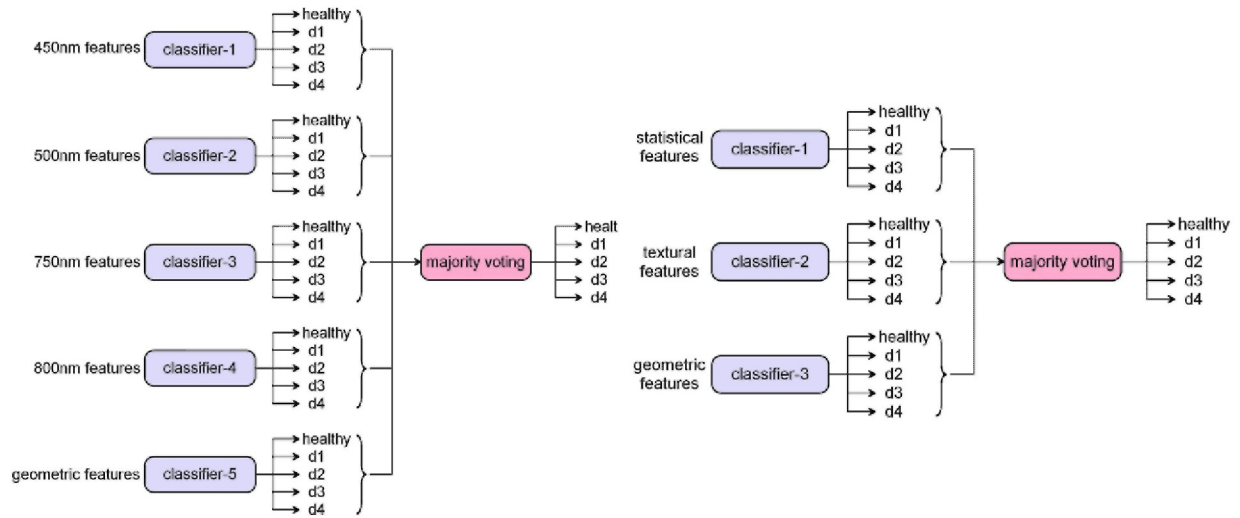 healthy
d1
450nm features classifier-1 d2
d3
d4
healthy
d1
500nm features classifier-2 d2
d3
d4
healthy
d1
750nm features classifier-3 d2
d3
d4
healthy
d1
800nm features classifier-4 d2
d3
d4
healthy
d1
geometric features classifier-5 d2
d3
d4
majority voting
healt
d1
d2
d3
d4
statistical
features
classifier-1
healthy
d1
d2
d3
d4
textural
features
classifier-2
healthy
d1
d2
d3
d4
geometric
features
classifier-3
healthy
d1
d2
d3
d4
majority voting
healthy
d1
d2
d3
d4